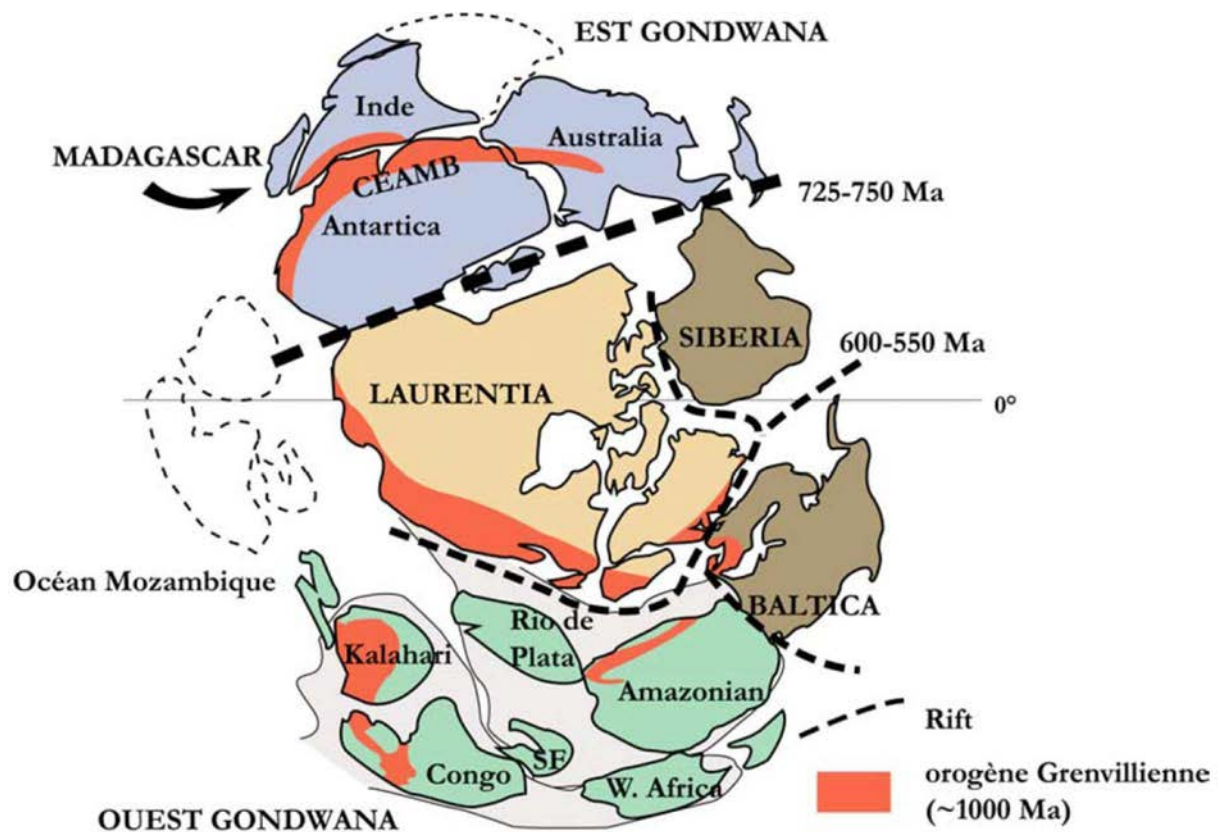 EST GONDWANA
Inde
Australia
MADAGASCAR
CEAMB
Antartica
725-750 Ma
SIBERIA
600-550 Ma
LAURENTIA
0°
Océan Mozambique
BALTICA
Rio de
Plata
Kalahari
Amazonian
Rift
SF
Congo
W. Africa
orogène Grenvillienne
(~1000 Ma)
OUEST GONDWANA